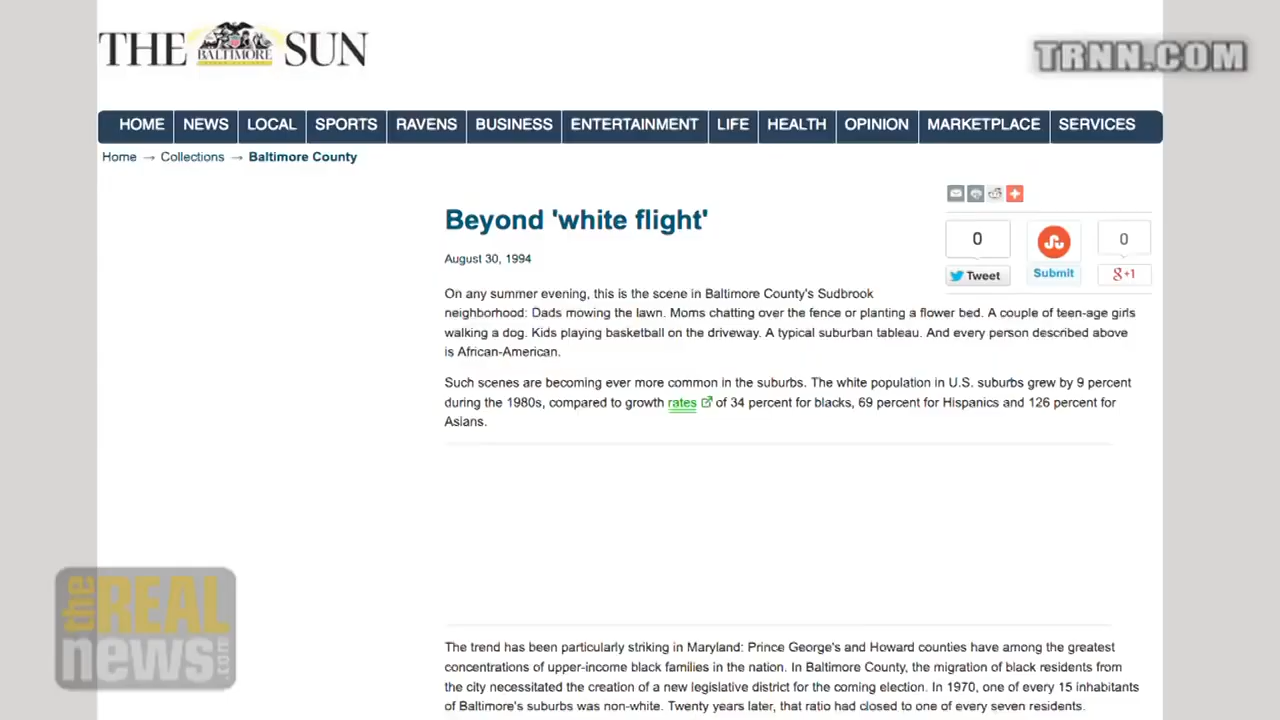 THE BALTIMORE SUN
TRNN.COM
HOME NEWS LOCAL SPORTS RAVENS BUSINESS ENTERTAINMENT LIFE HEALTH OPINION MARKETPLACE SERVICES
Home → Collections → Baltimore County
Beyond 'white flight'
0
0
August 30, 1994
Tweet
Submit
g+1
On any summer evening, this is the scene in Baltimore County's Sudbrook
neighborhood: Dads mowing the lawn. Moms chatting over the fence or planting a flower bed. A couple of teen-age girls
walking a dog. Kids playing basketball on the driveway. A typical suburban tableau. And every person described above
is African-American.
Such scenes are becoming ever more common in the suburbs. The white population in U.S. suburbs grew by 9 percent
during the 1980s, compared to growth rates of 34 percent for blacks, 69 percent for Hispanics and 126 percent for
Asians.
the REAL
news.com
The trend has been particularly striking in Maryland: Prince George's and Howard counties have among the greatest
concentrations of upper-income black families in the nation. In Baltimore County, the migration of black residents from
the city necessitated the creation of a new legislative district for the coming election. In 1970, one of every 15 inhabitants
of Baltimore's suburbs was non-white. Twenty years later, that ratio had closed to one of every seven residents.